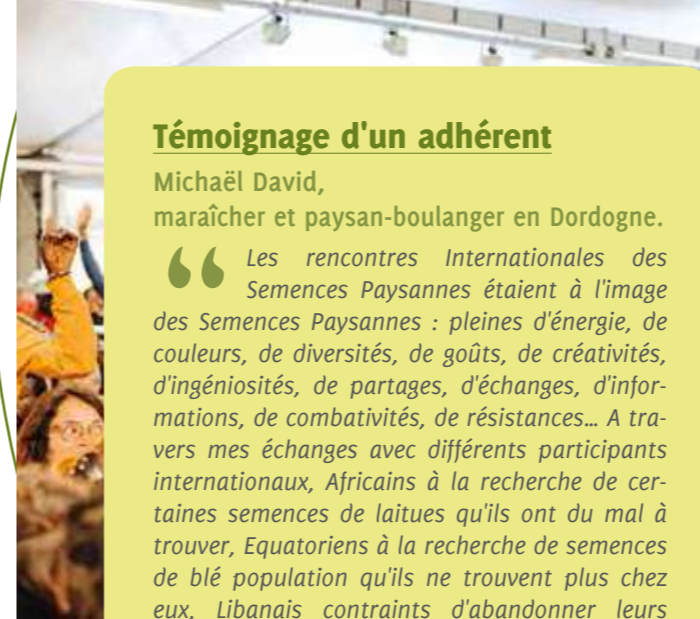 Témoignage d'un adhérent
Michaël David,
maraîcher et paysan-boulanger en Dordogne.
“ Les rencontres Internationales des
Semences Paysannes étaient à l'image
des Semences Paysannes : pleines d'énergie, de
couleurs, de diversités, de goûts, de créativités,
d'ingéniosités, de partages, d'échanges, d'infor-
mations, de combativités, de résistances... A tra-
vers mes échanges avec différents participants
internationaux, Africains à la recherche de cer-
taines semences de laitues qu'ils ont du mal à
trouver, Equatoriens à la recherche de semences
de blé population qu'ils ne trouvent plus chez
eux, Libanais contraints d'abandonner leurs